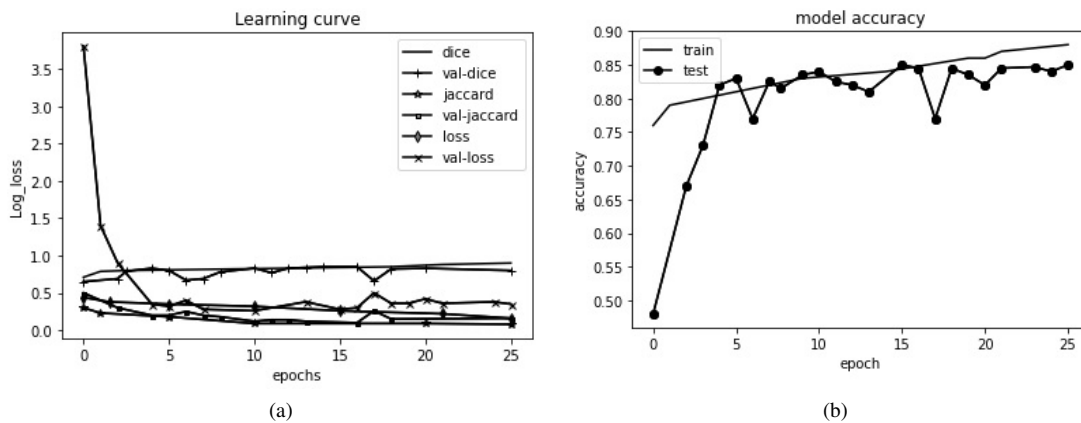 Learning curve
Log_loss
3.5
3.0
2.5
2.0
1.5
1.0
0.5
0.0
dice
val-dice
jaccard
val-jaccard
loss
val-loss
0 5 10 15 20 25
epochs
(a)
model accuracy
accuracy
0.90
0.85
0.80
0.75
0.70
0.65
0.60
0.55
0.50
train
test
0 5 10 15 20 25
epoch
(b)